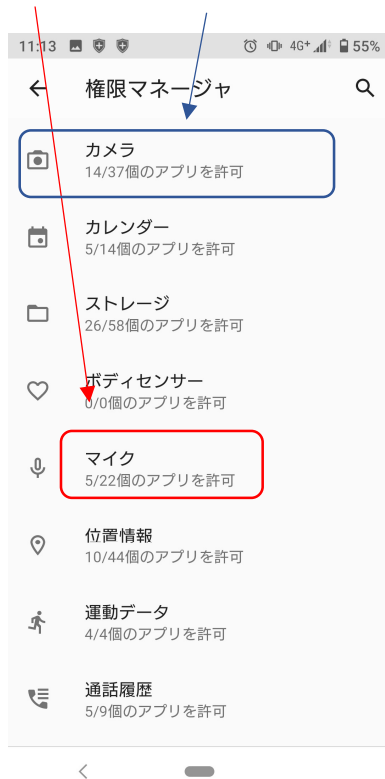 11:13 4G+ 55%
権限マネージャ
カメラ
14/37個のアプリを許可
カレンダー
5/14個のアプリを許可
ストレージ
26/58個のアプリを許可
ボディセンサー
0/0個のアプリを許可
マイク
5/22個のアプリを許可
位置情報
10/44個のアプリを許可
運動データ
4/4個のアプリを許可
通話履歴
5/9個のアプリを許可